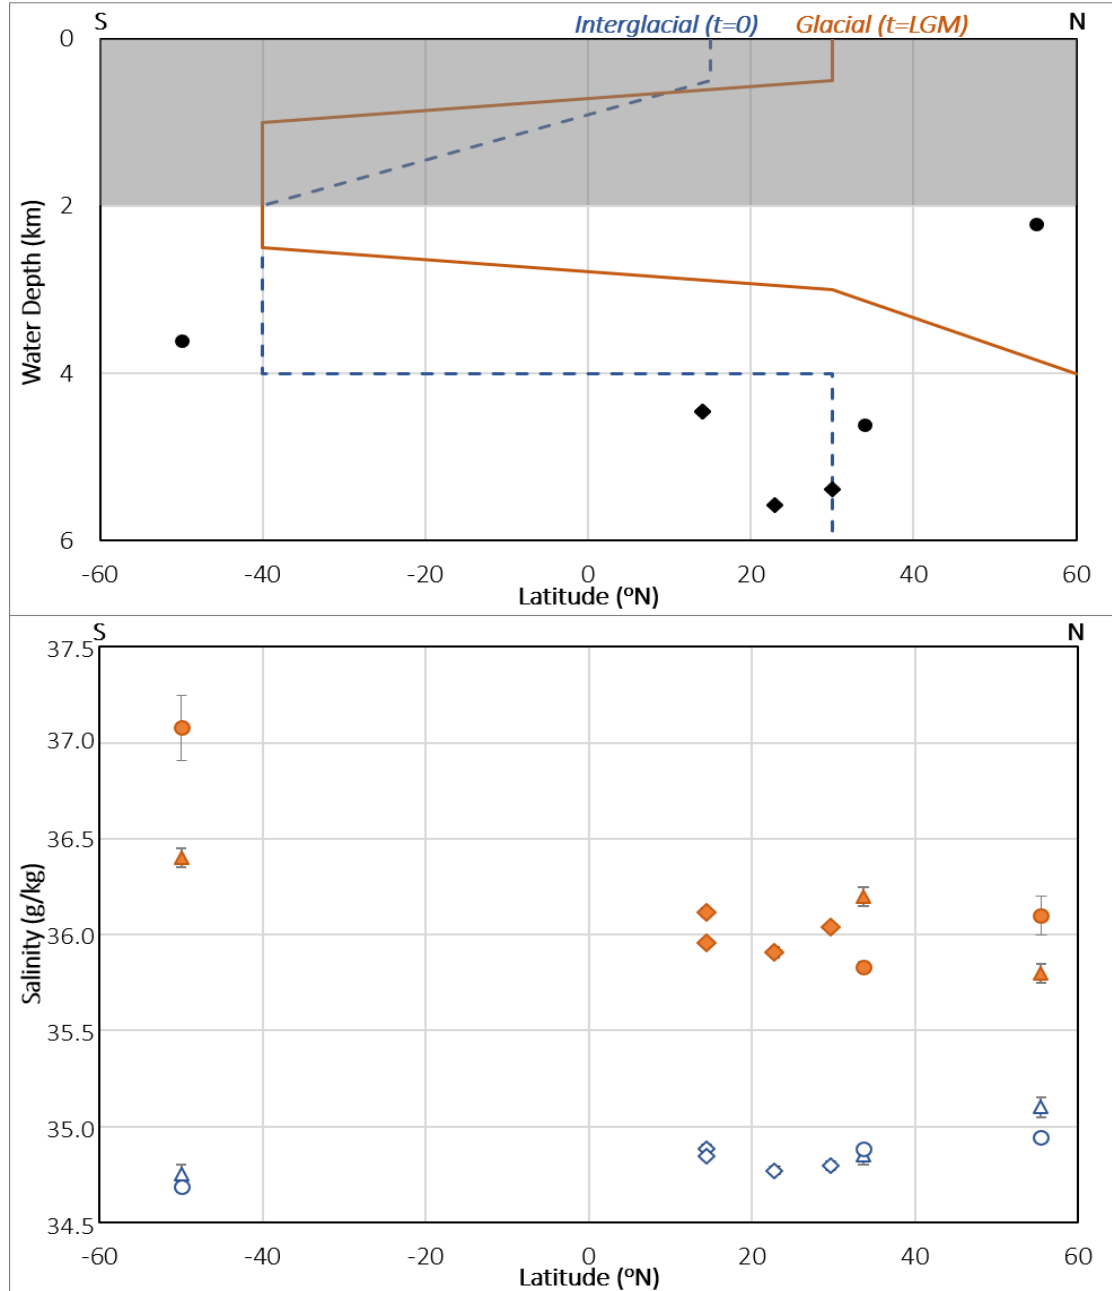 S
N
Interglacial (t=0) Glacial (t=LGM)
0
2
4
6
Water Depth (km)
-60 -40 -20 0 20 40 60
Latitude (ºN)
S
N
37.5
37.0
36.5
36.0
35.5
35.0
34.5
Salinity (g/kg)
-60 -40 -20 0 20 40 60
Latitude (ºN)